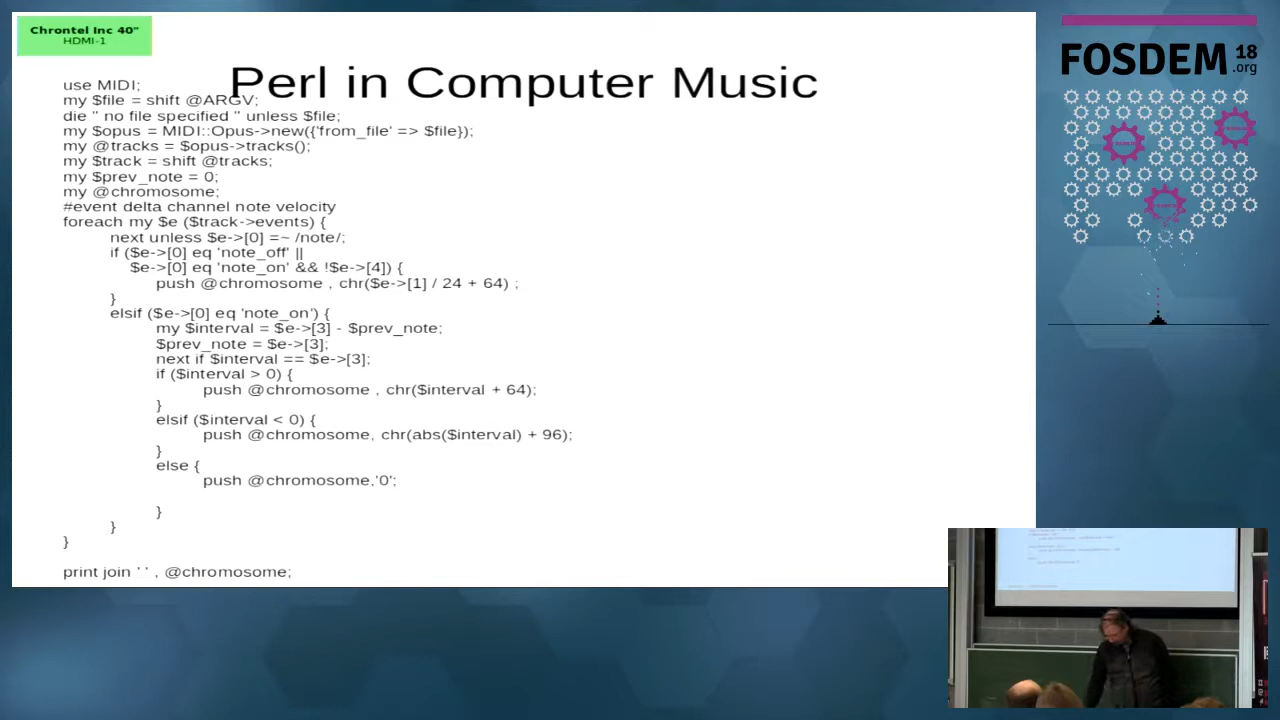 Chrontel Inc 40"
HDMI-1
Perl in Computer Music
use MIDI;
my $file = shift @ARGV;
die " no file specified " unless $file;
my $opus = MIDI::Opus->new({'from_file' => $file});
my @tracks = $opus->tracks();
my $track = shift @tracks;
my $prev_note = 0;
my @chromosome;
#event delta channel note velocity
foreach my $e ($track->events) {
next unless $e->[0] =~ /note/;
if ($e->[0] eq 'note_off' ||
$e->[0] eq 'note_on' && !$e->[4]) {
push @chromosome , chr($e->[1] / 24 + 64) ;
}
elsif ($e->[0] eq 'note_on') {
my $interval = $e->[3] - $prev_note;
$prev_note = $e->[3];
next if $interval == $e->[3];
if ($interval > 0) {
push @chromosome , chr($interval + 64);
}
elsif ($interval < 0) {
push @chromosome, chr(abs($interval) + 96);
}
else {
push @chromosome,'0';
}
}
}
print join '' , @chromosome;
FOSDEM 18
.org